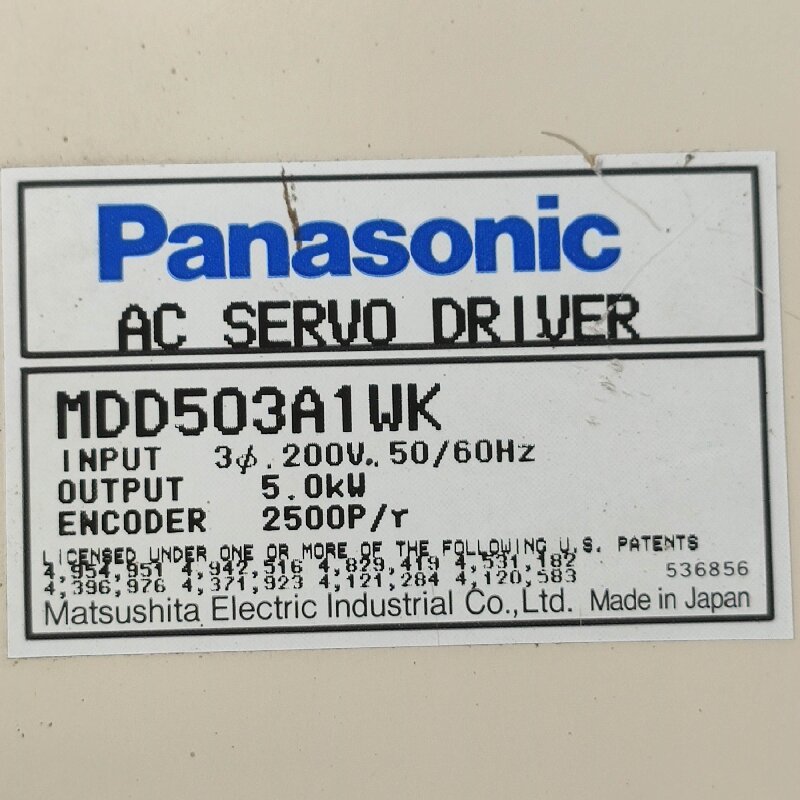 Panasonic
AC SERVO DRIVER
MDD503A1WK
INPUT 3ϕ. 200V.. 50/60Hz
OUTPUT 5.0kW
ENCODER 2500P/r
LICENSED UNDER ONE OR MORE OF THE FOLLOWING U.S. PATENTS
4,954,951 4,942,516 4,829,419 4,531,182
4,396,976 4,371,923 4,121,284 4,120,583
536856
Matsushita Electric Industrial Co.,Ltd. Made in Japan